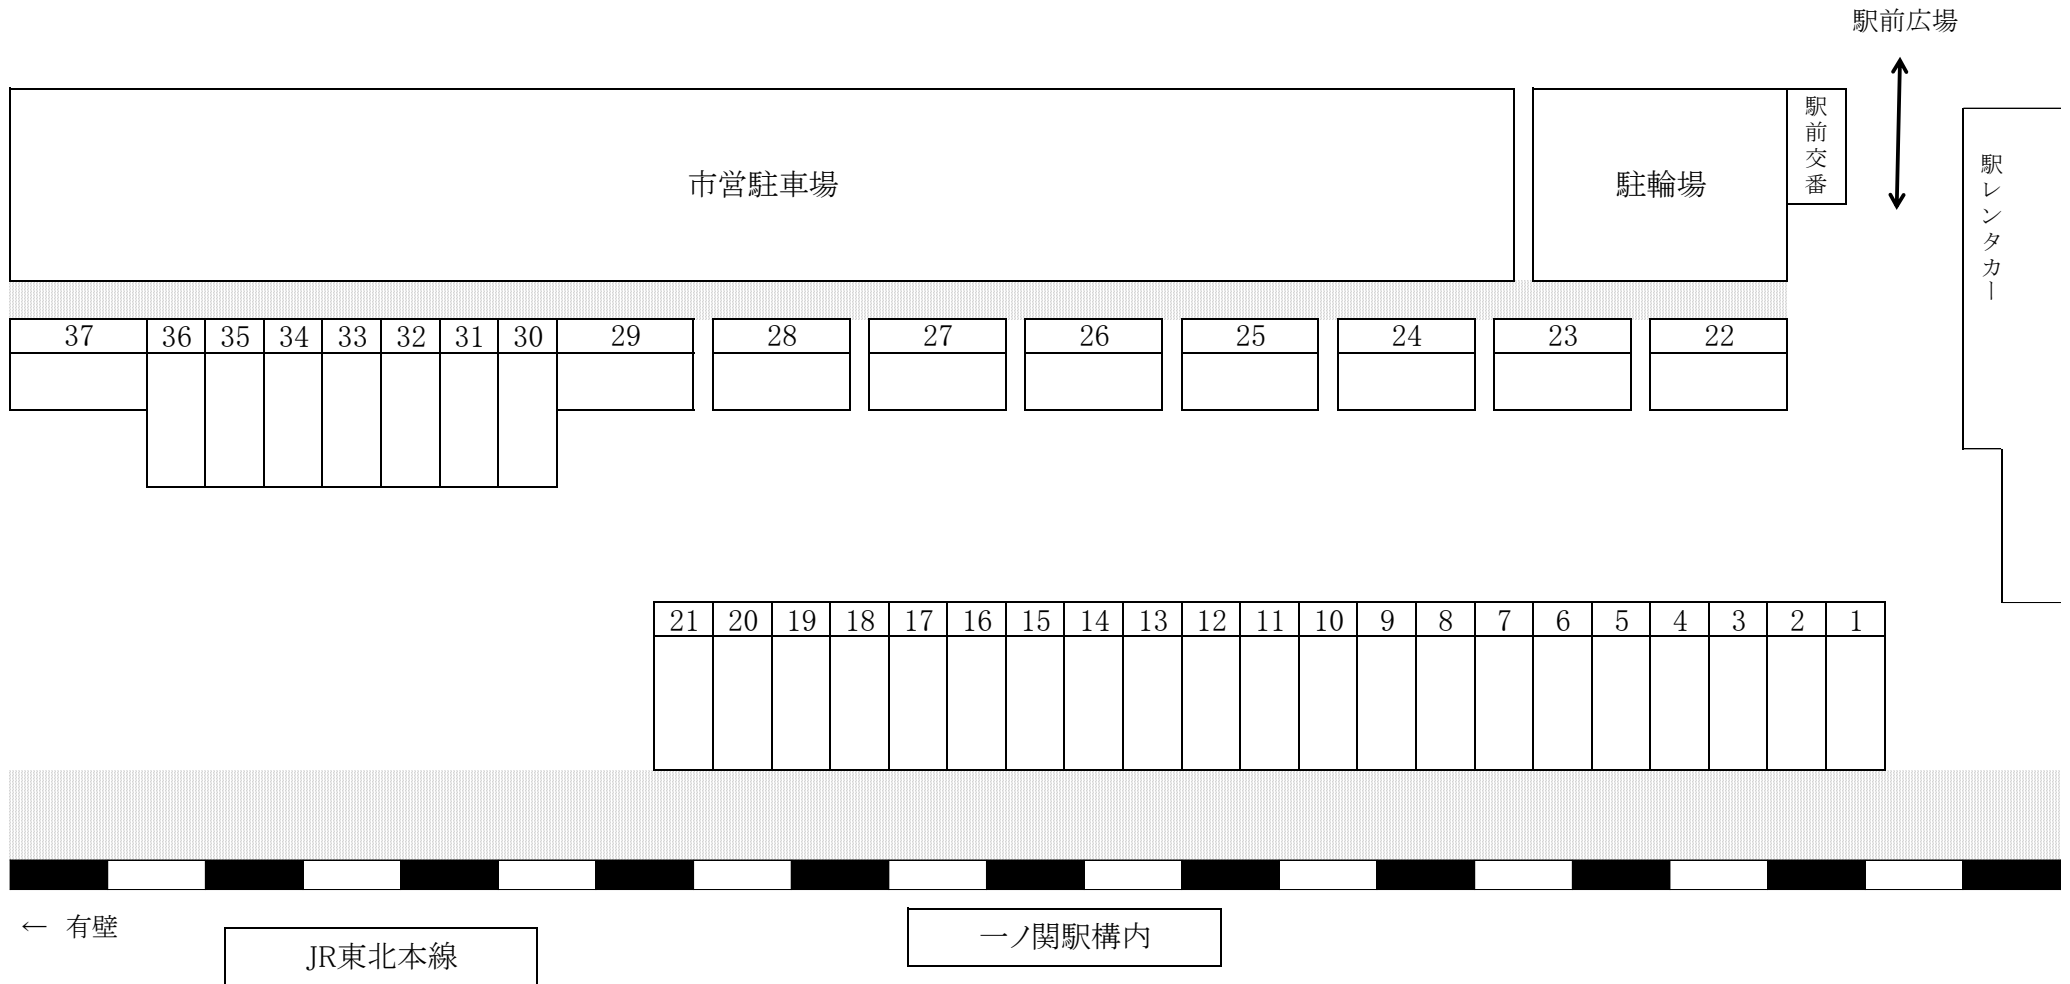 駅前広場
市営駐車場
駐輪場
駅前交番
駅レンタカー
37 36 35 34 33 32 31 30 29 28 27 26 25 24 23 22
21 20 19 18 17 16 15 14 13 12 11 10 9 8 7 6 5 4 3 2 1
← 有壁
一ノ関駅構内
JR東北本線